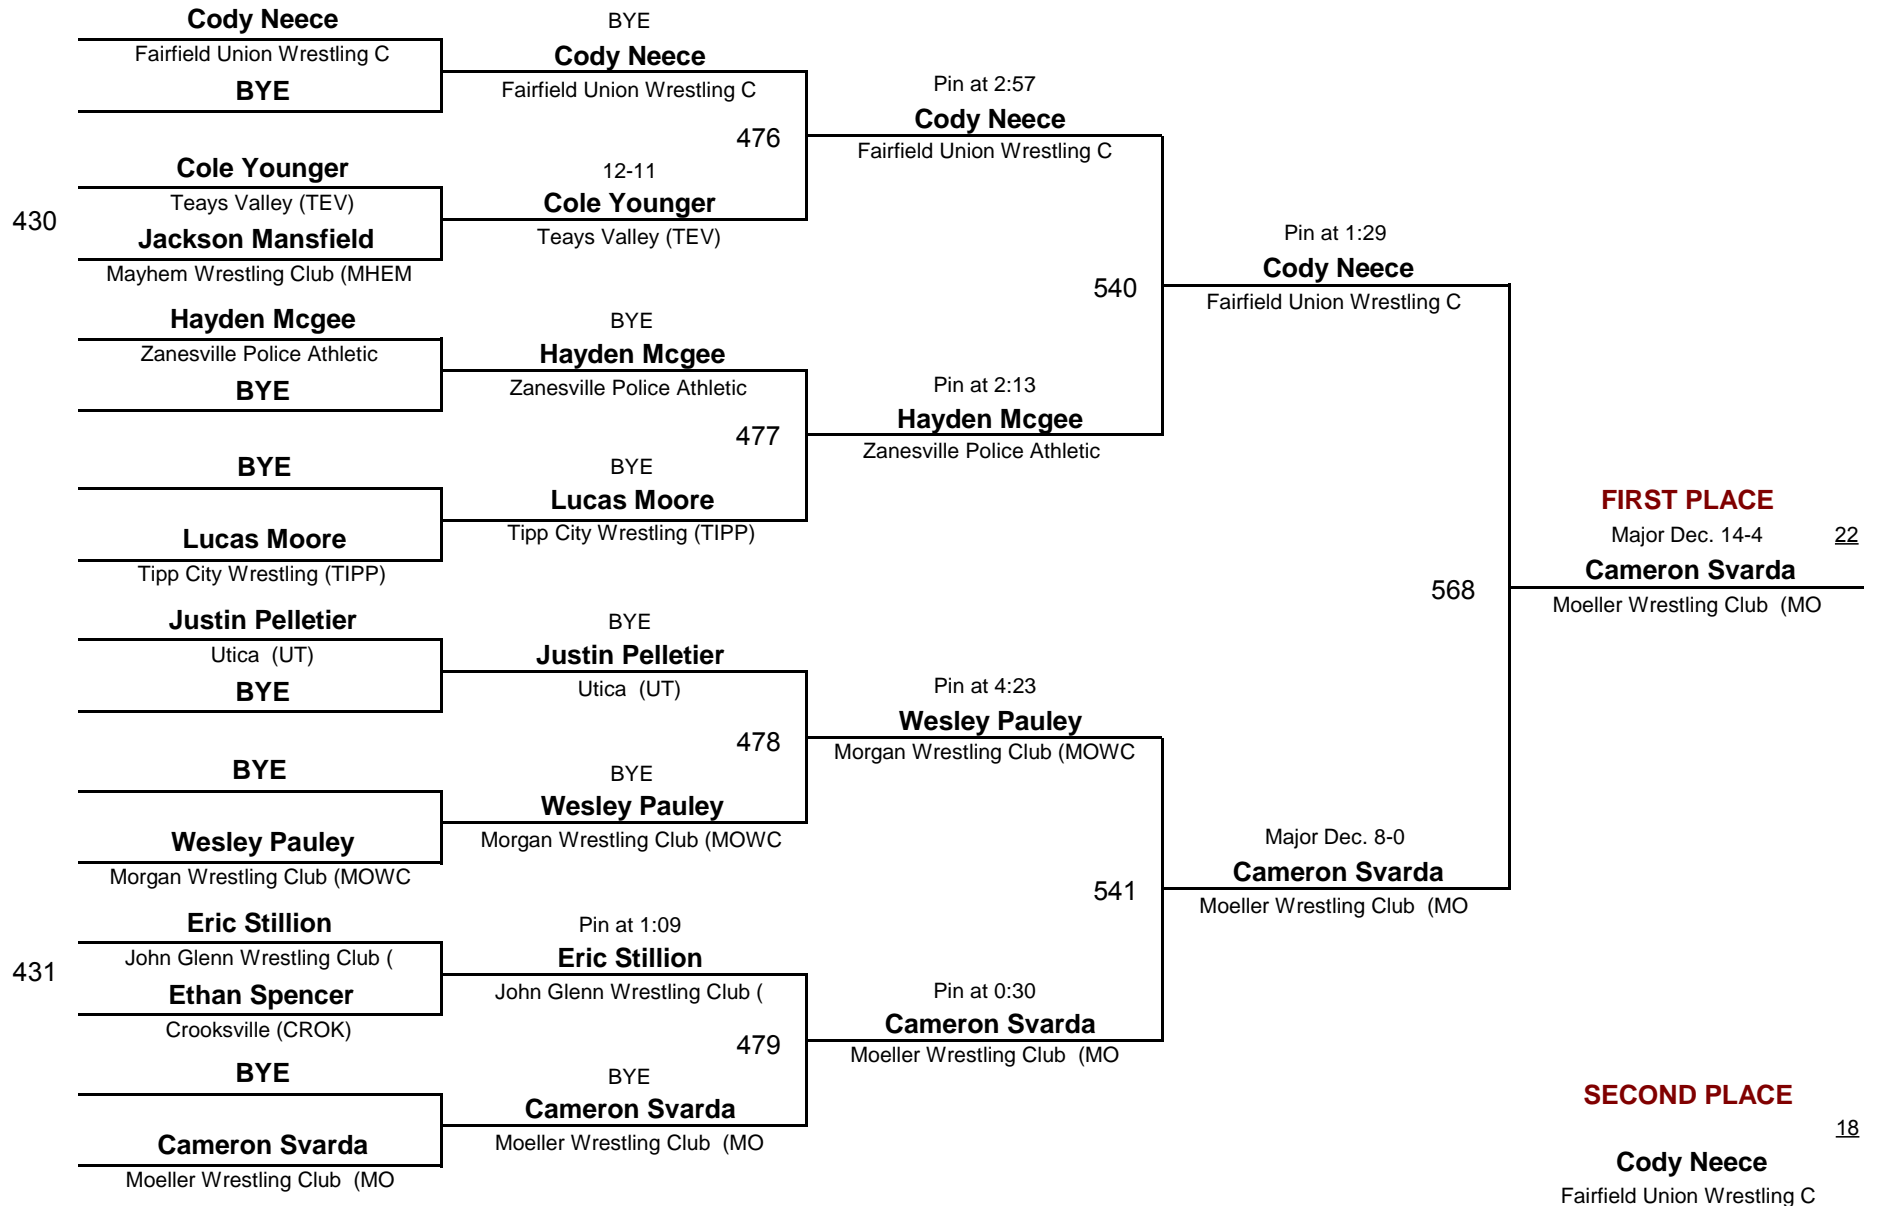 Cody Neece
Fairfield Union Wrestling C
BYE
430
Cole Younger
Teays Valley (TEV)
Jackson Mansfield
Mayhem Wrestling Club (MHEM
Hayden Mcgee
Zanesville Police Athletic
BYE
BYE
Lucas Moore
Tipp City Wrestling (TIPP)
Justin Pelletier
Utica (UT)
BYE
BYE
Wesley Pauley
Morgan Wrestling Club (MOWC
431
Eric Stillion
John Glenn Wrestling Club (
Ethan Spencer
Crooksville (CROK)
BYE
Cameron Svarda
Moeller Wrestling Club (MO
BYE
Cody Neece
Fairfield Union Wrestling C
476
12-11
Cole Younger
Teays Valley (TEV)
BYE
Hayden Mcgee
Zanesville Police Athletic
477
BYE
Lucas Moore
Tipp City Wrestling (TIPP)
BYE
Justin Pelletier
Utica (UT)
478
BYE
Wesley Pauley
Morgan Wrestling Club (MOWC
Pin at 1:09
Eric Stillion
John Glenn Wrestling Club (
479
BYE
Cameron Svarda
Moeller Wrestling Club (MO
Pin at 2:57
Cody Neece
Fairfield Union Wrestling C
540
Pin at 2:13
Hayden Mcgee
Zanesville Police Athletic
Pin at 4:23
Wesley Pauley
Morgan Wrestling Club (MOWC
541
Pin at 0:30
Cameron Svarda
Moeller Wrestling Club (MO
Pin at 1:29
Cody Neece
Fairfield Union Wrestling C
568
Major Dec. 8-0
Cameron Svarda
Moeller Wrestling Club (MO
FIRST PLACE
Major Dec. 14-4 22
Cameron Svarda
Moeller Wrestling Club (MO
SECOND PLACE
18
Cody Neece
Fairfield Union Wrestling C